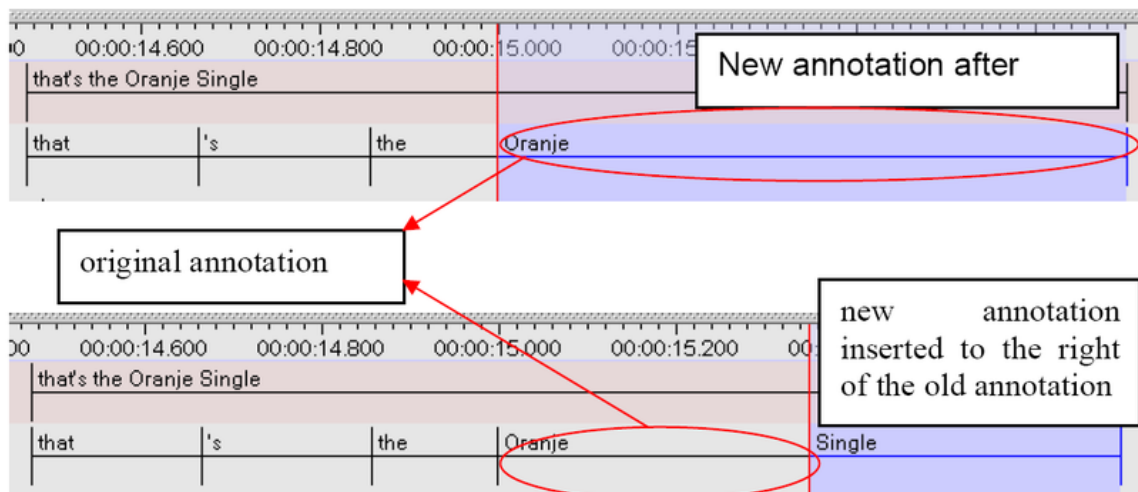 00 00:00:14.600 00:00:14.800 00:00:15.000 00:00:15
New annotation after
that's the Oranje Single
that 's the Oranje
original annotation
new annotation
inserted to the right
of the old annotation
00 00:00:14.600 00:00:14.800 00:00:15.000 00:00:15.200 00:
that's the Oranje Single
that 's the Oranje Single